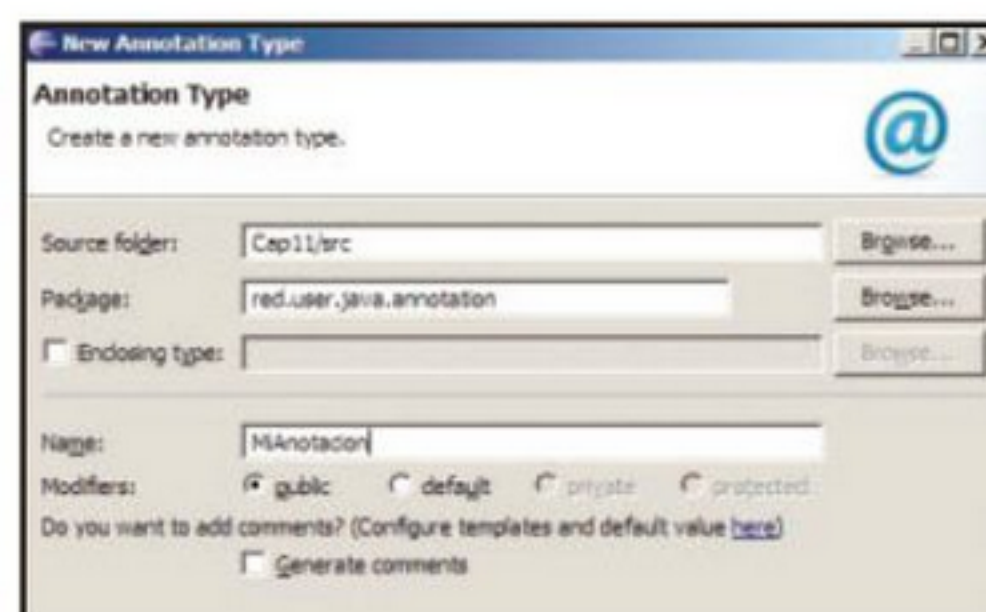 New Annotation Type
Annotation Type
Create a new annotation type.
@
Source folder: Cap11/src Browse...
Package: red.user.java.annotation Browse...
Enclosing type: Browse...
Name: MiAnotacion
Modifiers: public default private protected
Do you want to add comments? (Configure templates and default value here)
Generate comments